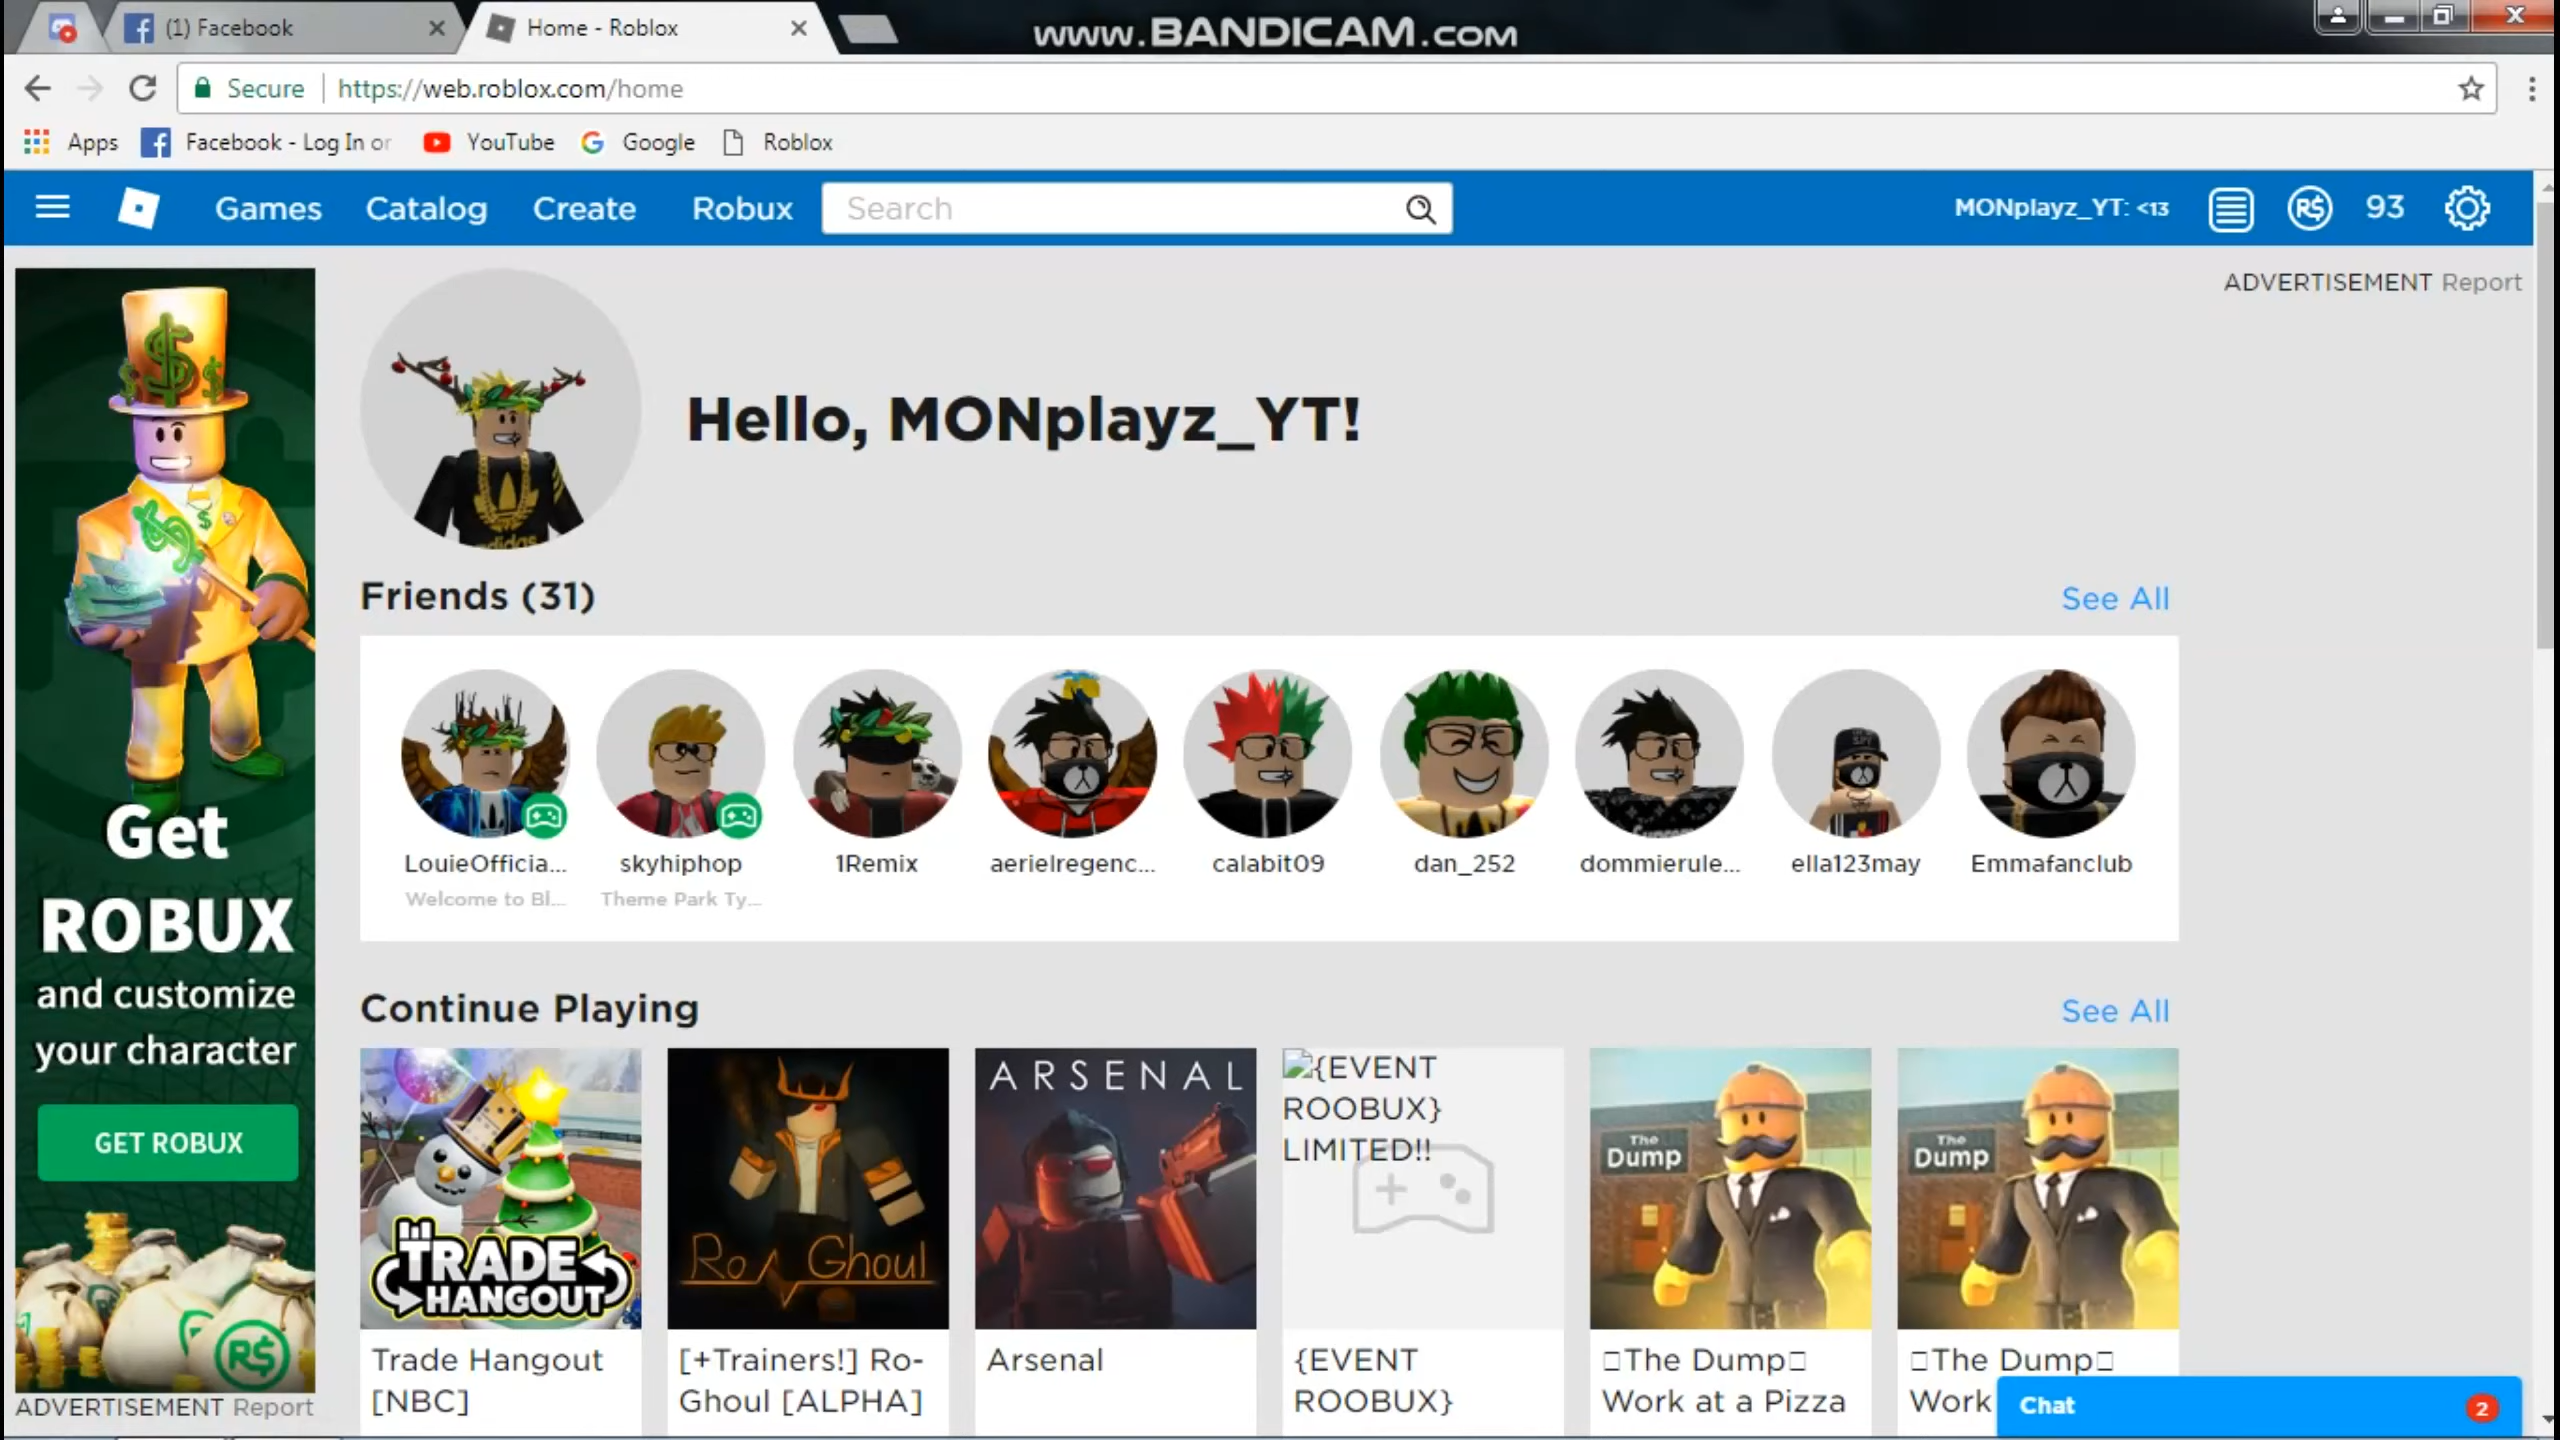 (1) Facebook
Home - Roblox
www.BANDICAM.com
Secure
https://web.roblox.com/home
Apps
Facebook - Log In or
YouTube
Google
Roblox
Games
Catalog
Create
Robux
Search
MONplayz_YT: <13
R$
93
ADVERTISEMENT Report
Hello, MONplayz_YT!
adidas
Friends (31)
See All
LouieOfficia...
skyhiphop
1Remix
aerielregenc...
calabit09
dan_252
dommierule...
ella123may
Emmafanclub
Welcome to Bl...
Theme Park Ty...
Get
ROBUX
and customize
your character
GET ROBUX
R$
ADVERTISEMENT Report
Continue Playing
See All
TRADE
HANGOUT
Ro Ghoul
ARSENAL
{EVENT
ROOBUX}
LIMITED!!
The
Dump
The
Dump
Trade Hangout
[NBC]
[+Trainers!] Ro-
Ghoul [ALPHA]
Arsenal
{EVENT
ROOBUX}
The Dump
Work at a Pizza
The Dump
Work
Chat
2